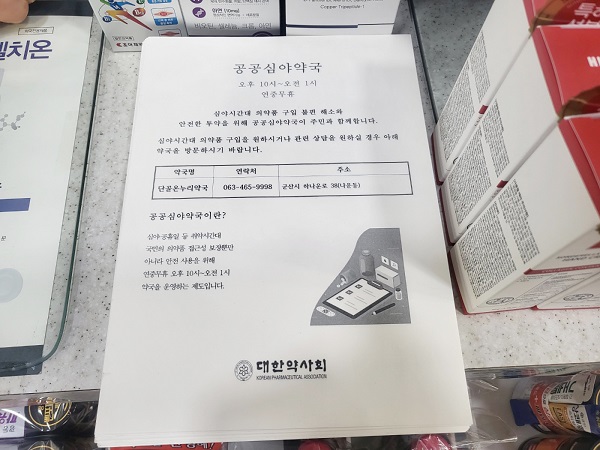 공공심야약국
오후 10시~오전 1시
연중무휴
심야시간대 의약품 구입 불편 해소와
안전한 투약을 위해 공공심야약국이 주민과 함께합니다.
심야시간대 의약품 구입을 원하시거나 관련 상담을 원하실 경우 아래
약국을 방문하시기 바랍니다.
약국명 연락처 주소
단골온누리약국 063-465-9998 군산시 하나운로 38(나운동)
공공심야약국이란?
심야·공휴일 등 취약시간대
국민의 의약품 접근성 보장뿐만
아니라 안전 사용을 위해
연중무휴 오후 10시~오전 1시
약국을 운영하는 제도입니다.
대한약사회
KOREAN PHARMACEUTICAL ASSOCIATION
Copper Tripeptide-1